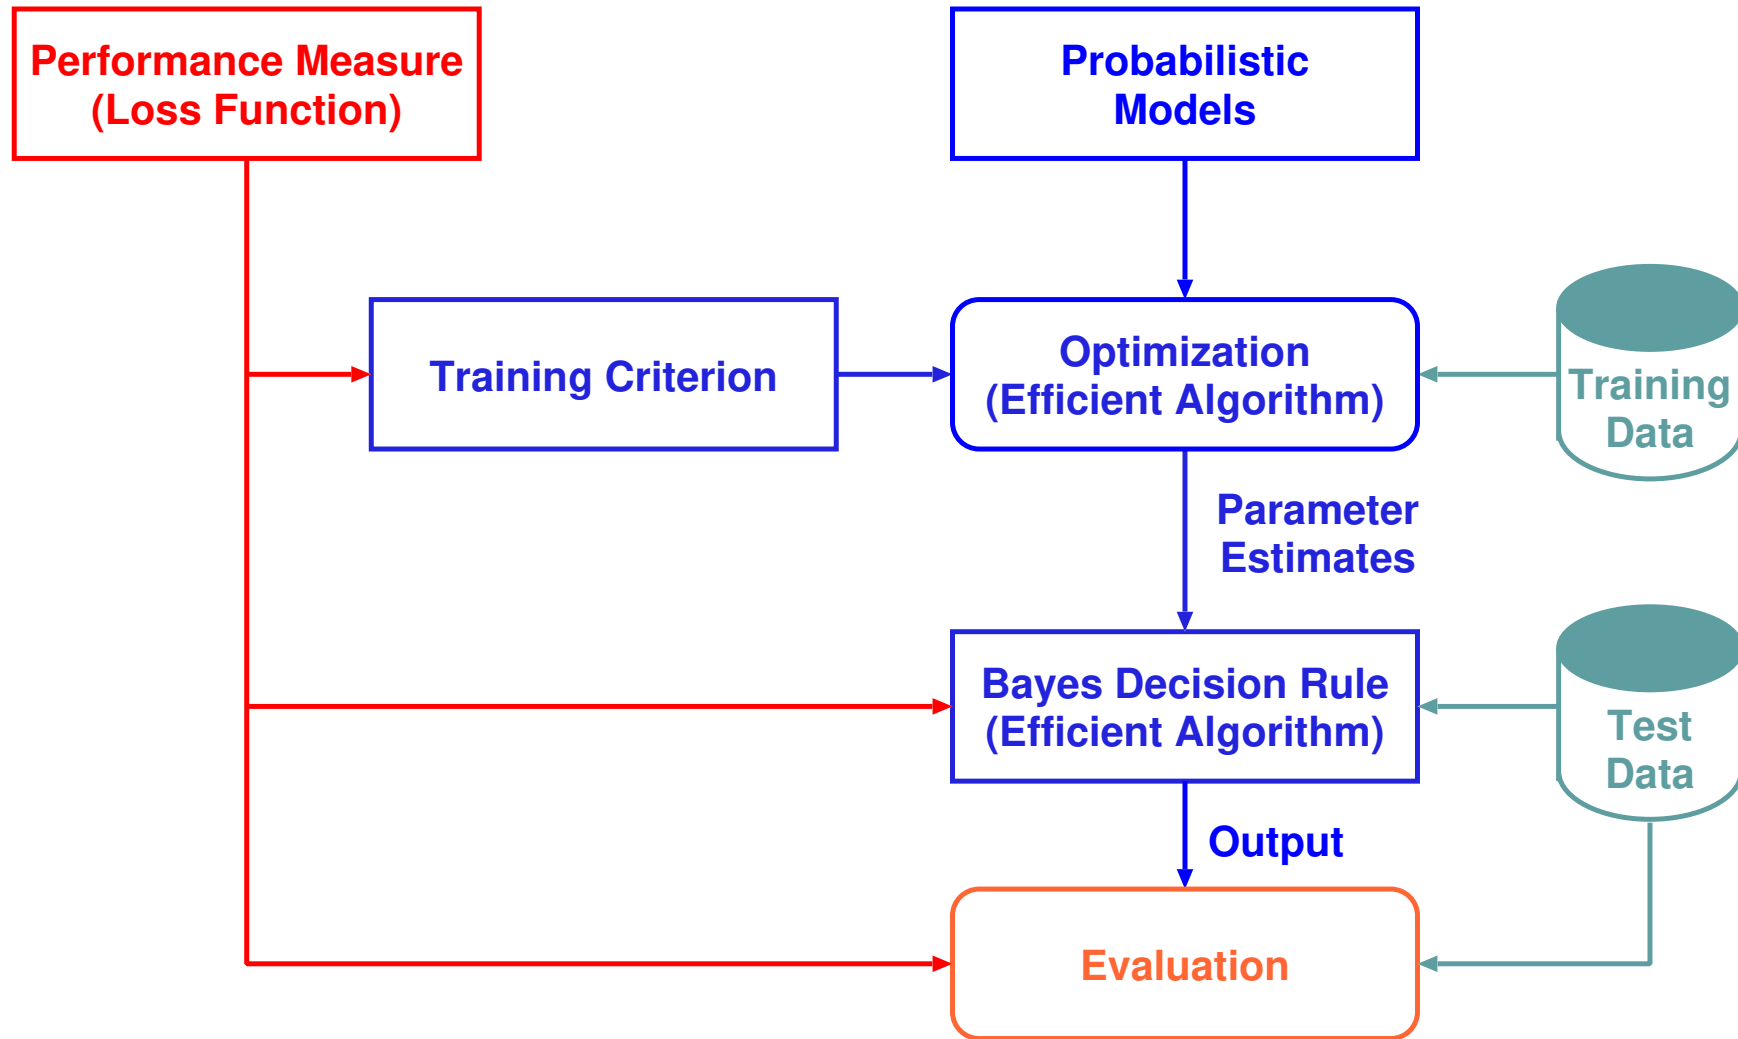 Performance Measure
(Loss Function)
Probabilistic
Models
Training Criterion
Optimization
(Efficient Algorithm)
Training
Data
Parameter
Estimates
Bayes Decision Rule
(Efficient Algorithm)
Test
Data
Output
Evaluation